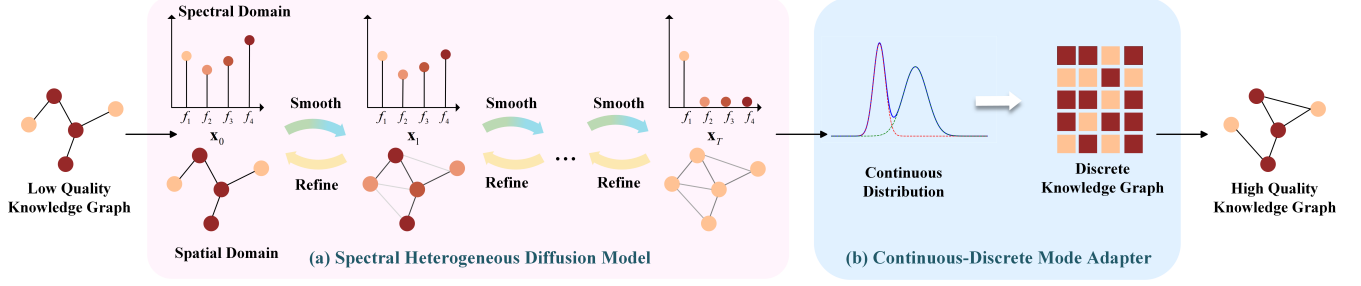 Low Quality
Knowledge Graph
Spectral Domain
f1 f2 f3 f4
x0
Spatial Domain
Smooth
Refine
f1 f2 f3 f4
x1
Smooth
Refine
...
Smooth
Refine
f1 f2 f3 f4
xT
(a) Spectral Heterogeneous Diffusion Model
Continuous
Distribution
Discrete
Knowledge Graph
(b) Continuous-Discrete Mode Adapter
High Quality
Knowledge Graph